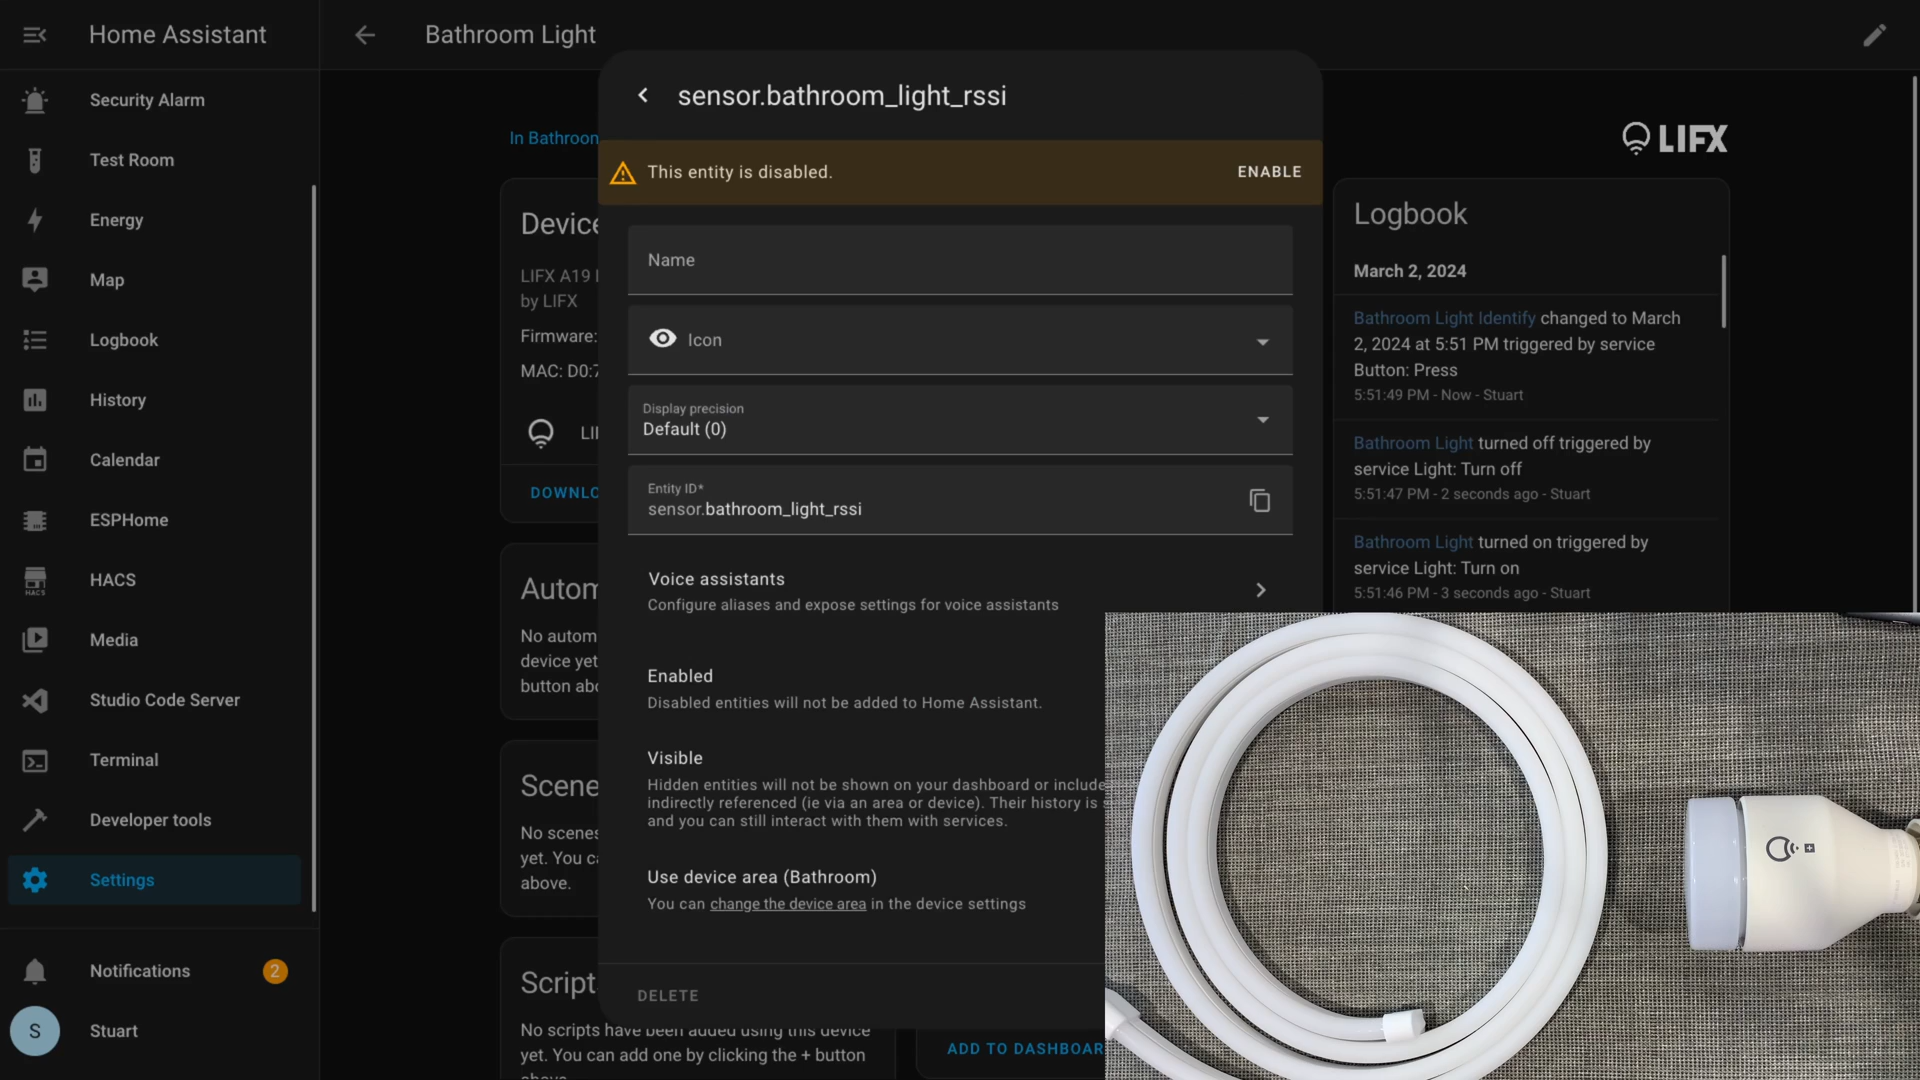 Home Assistant
Security Alarm
Test Room
Energy
Map
Logbook
History
Calendar
ESPHome
HACS
HACS
Media
Studio Code Server
Terminal
Developer tools
Settings
Notifications
2
S
Stuart
Bathroom Light
In Bathroon
Device
LIFX A19
by LIFX
Firmware:
MAC: D0:7
LI
DOWNLO
Autom
No autom
device yet
button abo
Scene
No scenes
yet. You ca
above.
Script
No scripts have been added using this device
yet. You can add one by clicking the + button
above.
sensor.bathroom_light_rssi
This entity is disabled.
ENABLE
Name
Icon
Display precision
Default (0)
Entity ID*
sensor.bathroom_light_rssi
Voice assistants
Configure aliases and expose settings for voice assistants
Enabled
Disabled entities will not be added to Home Assistant.
Visible
Hidden entities will not be shown on your dashboard or include
indirectly referenced (ie via an area or device). Their history is s
and you can still interact with them with services.
Use device area (Bathroom)
You can change the device area in the device settings
DELETE
ADD TO DASHBOAR
LIFX
Logbook
March 2, 2024
Bathroom Light Identify changed to March
2, 2024 at 5:51 PM triggered by service
Button: Press
5:51:49 PM - Now - Stuart
Bathroom Light turned off triggered by
service Light: Turn off
5:51:47 PM - 2 seconds ago - Stuart
Bathroom Light turned on triggered by
service Light: Turn on
5:51:46 PM - 3 seconds ago - Stuart